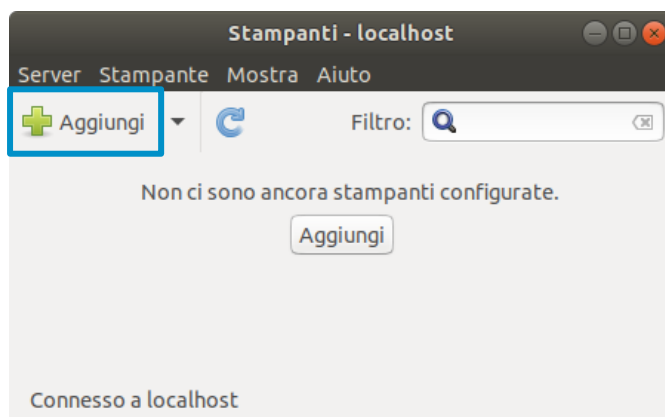 Stampanti - localhost
Server Stampante Mostra Aiuto
Aggiungi Filtro:
Non ci sono ancora stampanti configurate.
Aggiungi
Connesso a localhost